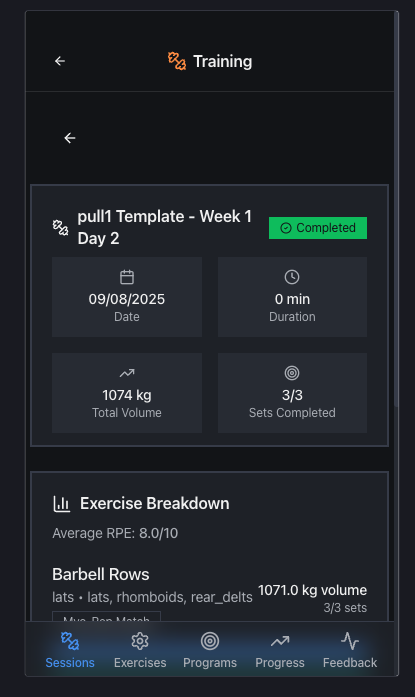 Training
pull1 Template - Week 1
Day 2
Completed
09/08/2025
Date
0 min
Duration
1074 kg
Total Volume
3/3
Sets Completed
Exercise Breakdown
Average RPE: 8.0/10
Barbell Rows
lats • lats, rhomboids, rear_delts
1071.0 kg volume
3/3 sets
Sessions
Exercises
Programs
Progress
Feedback